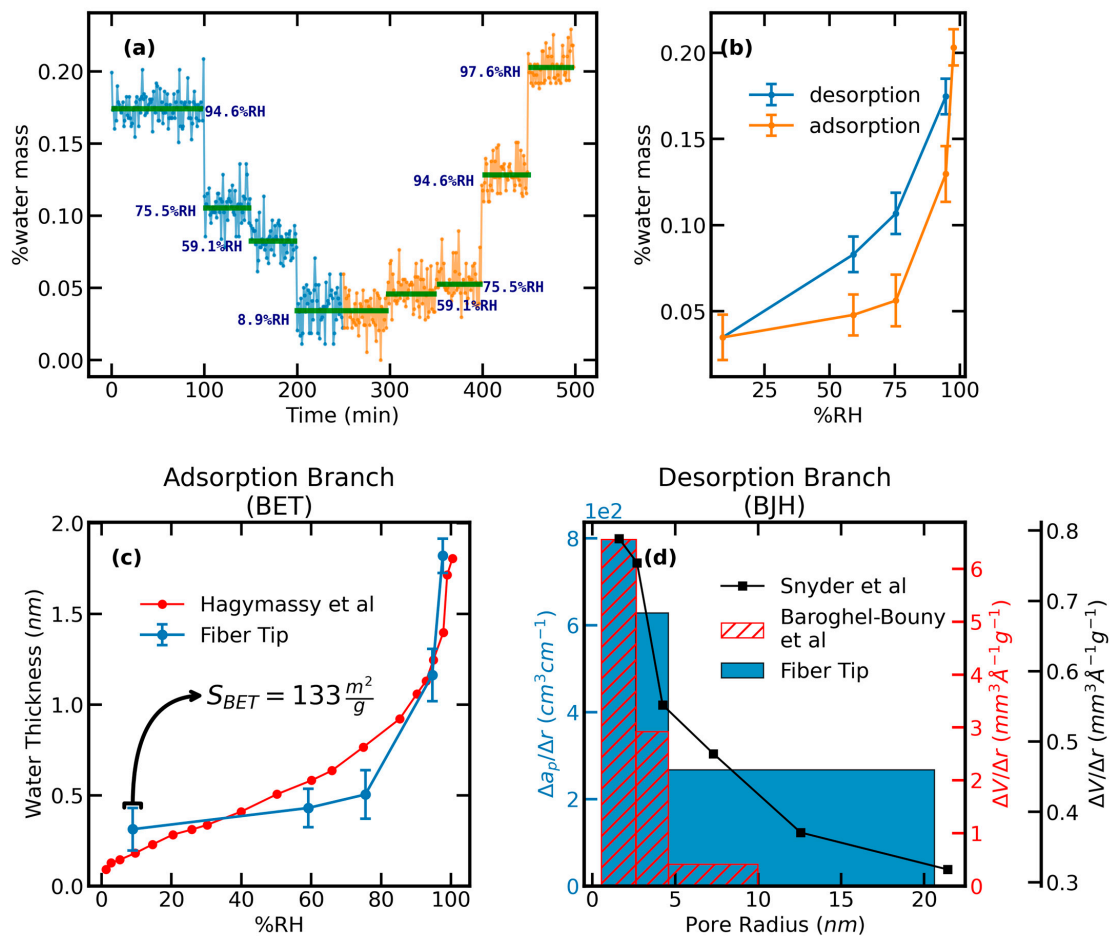 (a)
0.20
0.15
0.10
0.05
0.00
%water mass
94.6%RH
75.5%RH
59.1%RH
8.9%RH
59.1%RH
75.5%RH
94.6%RH
97.6%RH
0
100
200
300
400
500
Time (min)
(b)
desorption
adsorption
0.20
0.15
0.10
0.05
%water mass
25
50
75
100
%RH
Adsorption Branch
(BET)
(c)
Hagymassy et al
Fiber Tip
S_{BET} = 133 \frac{m^2}{g}
2.0
1.5
1.0
0.5
0.0
Water Thickness (nm)
0
20
40
60
80
100
%RH
Desorption Branch
(BJH)
1e2
(d)
Snyder et al
Baroghel-Bouny
et al
Fiber Tip
8
6
4
2
0
Δa_p/Δr (cm³cm⁻¹)
0
5
10
15
20
Pore Radius (nm)
6
5
4
3
2
1
0
ΔV/Δr (mm³Å⁻¹g⁻¹)
0.8
0.7
0.6
0.5
0.4
0.3
ΔV/Δr (mm³Å⁻¹g⁻¹)